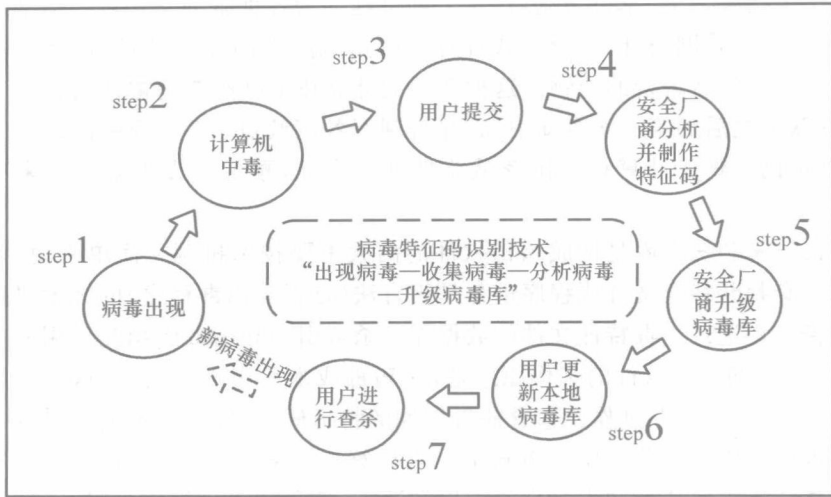 step1
病毒出现
step2
计算机
中毒
step3
用户提交
step4
安全厂
商分析
并制作
特征码
step5
安全厂
商升级
病毒库
step6
用户更
新本地
病毒库
step7
用户进
行查杀
新病毒出现
病毒特征码识别技术
“出现病毒—收集病毒—分析病毒
—升级病毒库”